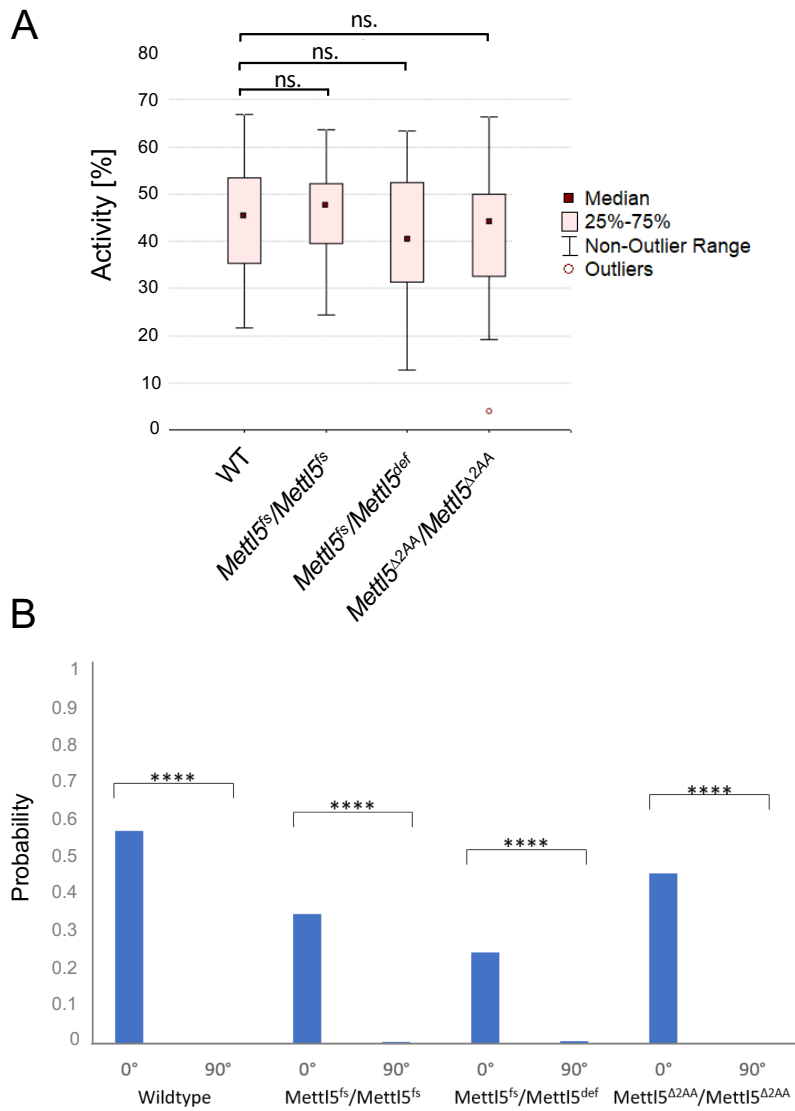 A
ns.
ns.
ns.
80
70
60
50
40
30
20
10
0
Activity [%]
Median
25%-75%
Non-Outlier Range
Outliers
WT
Mettl5fs/Mettl5fs
Mettl5fs/Mettl5def
Mettl5Δ2AA/Mettl5Δ2AA
B
1
0.9
0.8
0.7
0.6
0.5
0.4
0.3
0.2
0.1
0
Probability
****
****
****
****
0° 90° 0° 90° 0° 90° 0° 90°
Wildtype Mettl5fs/Mettl5fs Mettl5fs/Mettl5def Mettl5Δ2AA/Mettl5Δ2AA